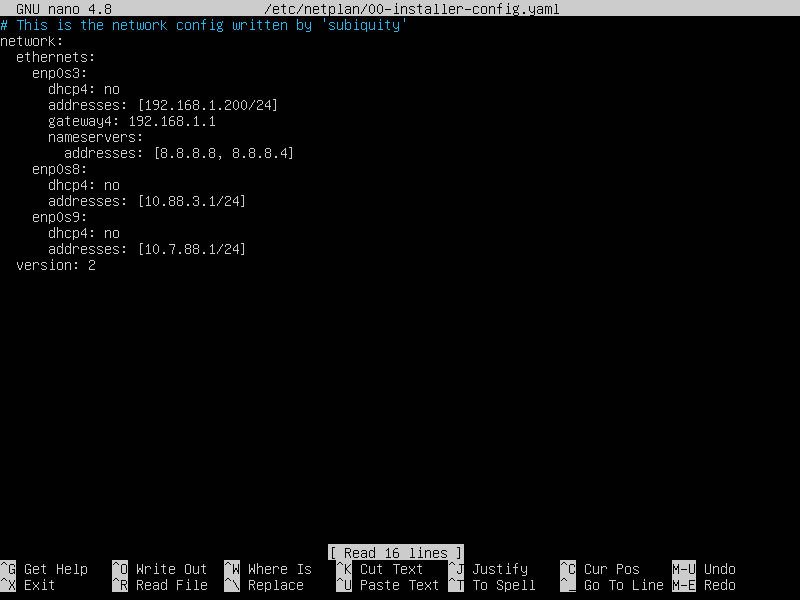 GNU nano 4.8 /etc/netplan/00-installer-config.yaml
# This is the network config written by 'subiquity'
network:
  ethernets:
    enp0s3:
      dhcp4: no
      addresses: [192.168.1.200/24]
      gateway4: 192.168.1.1
      nameservers:
        addresses: [8.8.8.8, 8.8.8.4]
    enp0s8:
      dhcp4: no
      addresses: [10.88.3.1/24]
    enp0s9:
      dhcp4: no
      addresses: [10.7.88.1/24]
  version: 2
[ Read 16 lines ]
^G Get Help ^O Write Out ^W Where Is ^K Cut Text ^J Justify ^C Cur Pos M-U Undo
^X Exit ^R Read File ^\ Replace ^U Paste Text ^T To Spell ^_ Go To Line M-E Redo